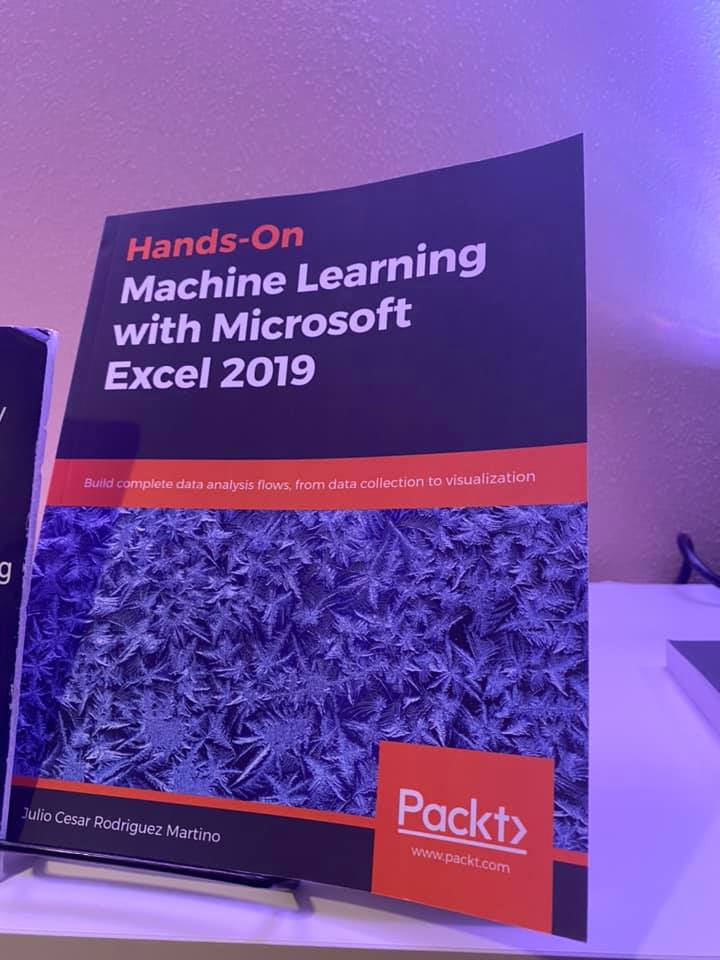 Hands-On
Machine Learning
with Microsoft
Excel 2019
Build complete data analysis flows, from data collection to visualization
g
Julio Cesar Rodriguez Martino
Packt>
www.packt.com